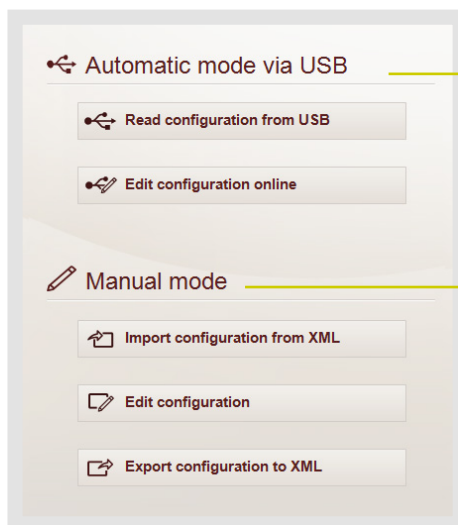 Automatic mode via USB
Read configuration from USB
Edit configuration online
Manual mode
Import configuration from XML
Edit configuration
Export configuration to XML